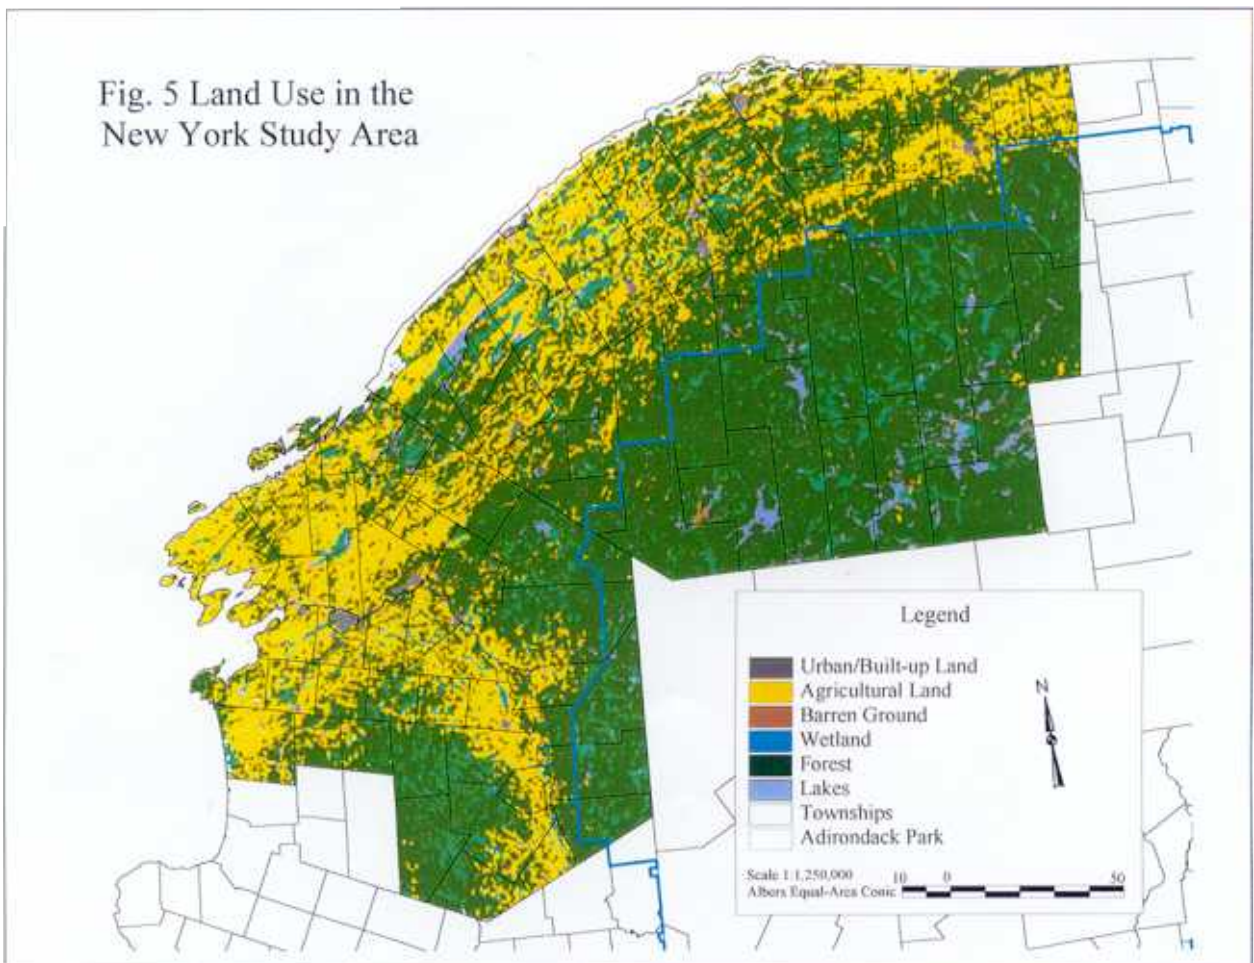 Fig. 5 Land Use in the
New York Study Area
Legend
Urban/Built-up Land
Agricultural Land
Barren Ground
Wetland
Forest
Lakes
Townships
Adirondack Park
N
Scale 1:1,250,000
Albers Equal-Area Conic
10 0 50